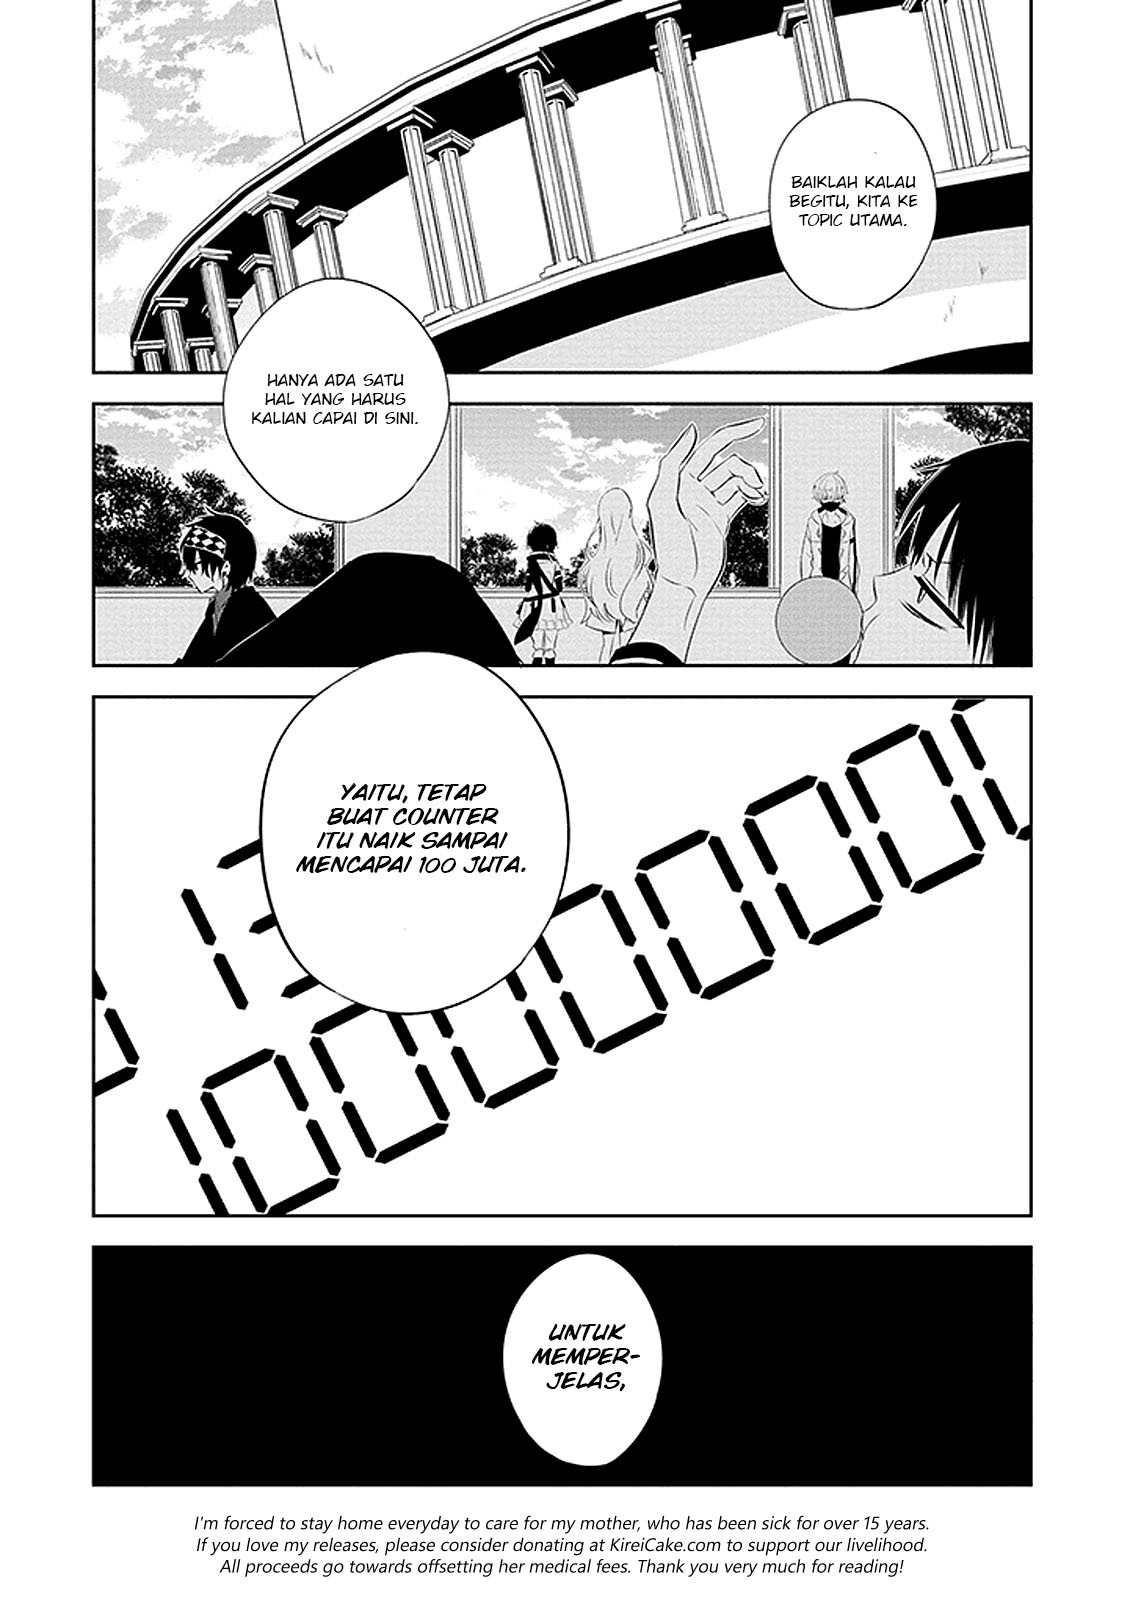 BAIKLAH KALAU
BEGITU, KITA KE
TOPIC UTAMA.
HANYA ADA SATU
HAL YANG HARUS
KALIAN CAPAI DI SINI.
YAITU, TETAP
BUAT COUNTER
ITU NAIK SAMPAI
MENCAPAI 100 JUTA.
100000000
UNTUK
MEMPER-
JELAS,
I'm forced to stay home everyday to care for my mother, who has been sick for over 15 years.
If you love my releases, please consider donating at KireiCake.com to support our livelihood.
All proceeds go towards offsetting her medical fees. Thank you very much for reading!